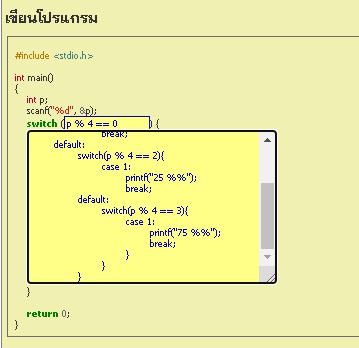 เขียนโปรแกรม
#include <stdio.h>
int main()
{
int p;
scanf("%d", &p);
switch (p % 4 == 0) {
break;
default:
switch(p % 4 == 2){
case 1:
printf("25 %%");
break;
default:
switch(p % 4 == 3){
case 1:
printf("75 %%");
break;
}
}
}
}
return 0;
}